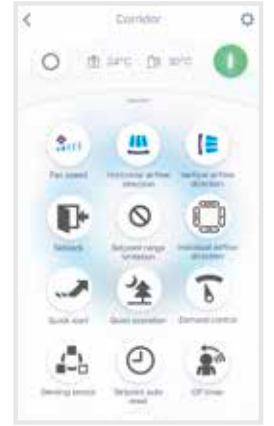 Corridor
24°C 30°C
Fan speed
Horizontal airflow direction
Vertical airflow direction
Setback
Setpoint range limitation
Individual airflow direction
Quick start
Quiet operation
Demand control
Sensing sensor
Setpoint auto reset
Off timer